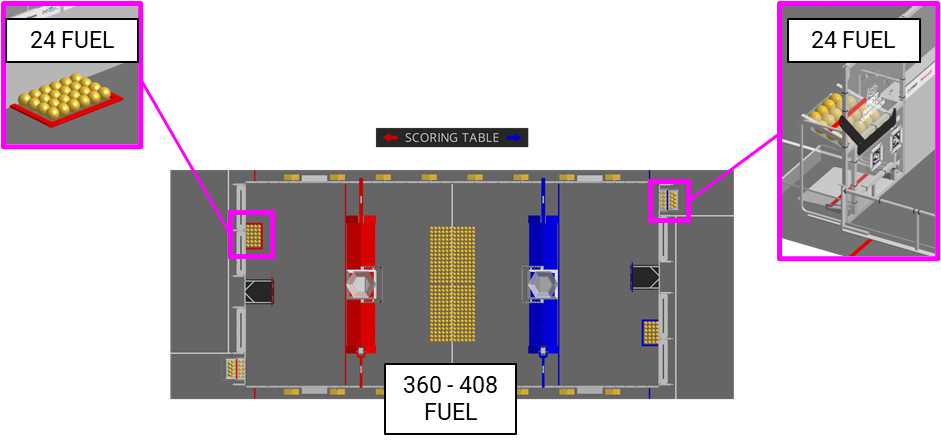 24 FUEL
24 FUEL
SCORING TABLE
360 - 408
FUEL